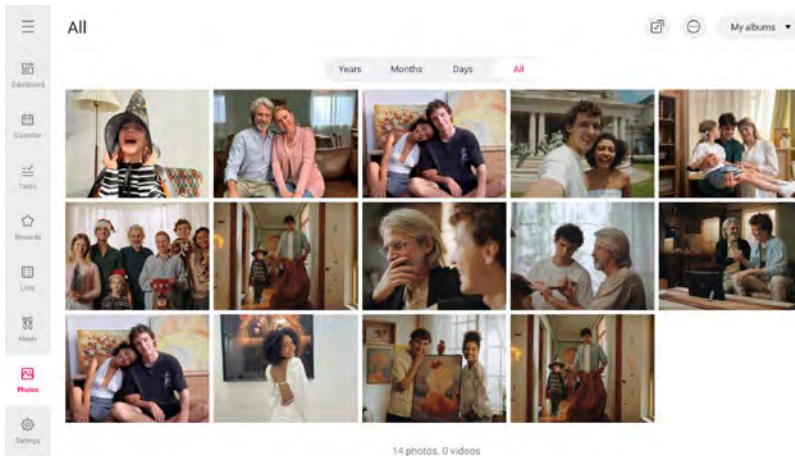 All
My albums
Years Months Days All
Dashboard
Calendar
Tasks
Rewards
Lists
Meals
Photos
Settings
14 photos, 0 videos